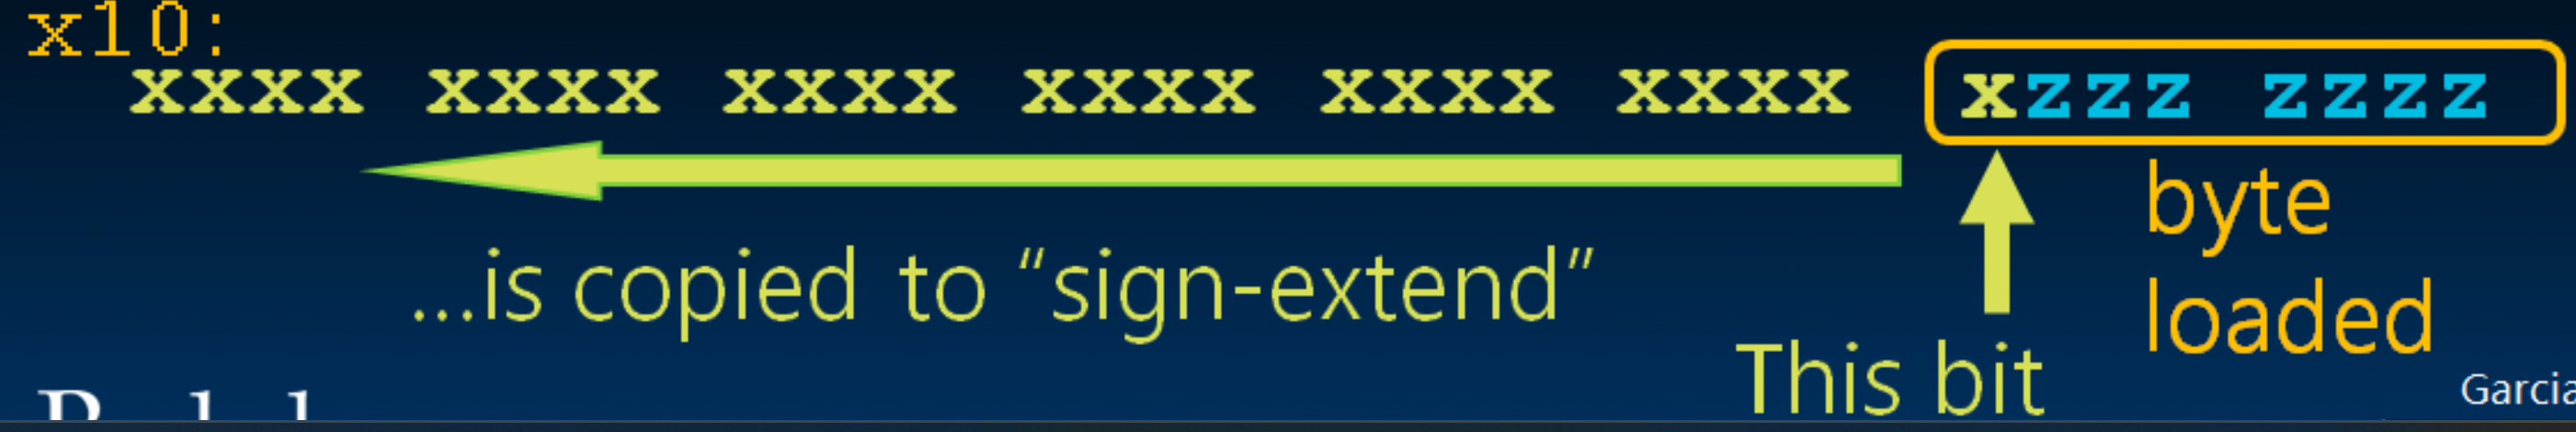 x10:
xxxx xxxx xxxx xxxx xxxx xxxx xzzz zzzz
byte
loaded
...is copied to “sign-extend”
This bit
Garcia